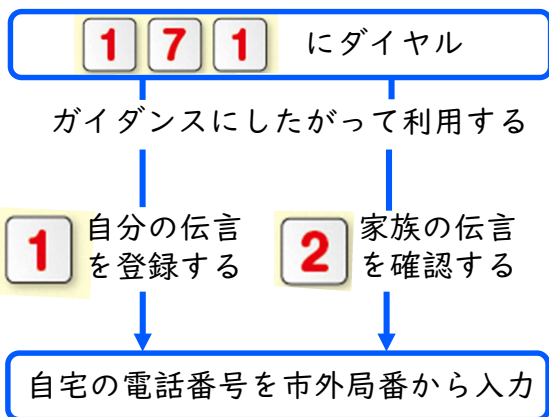 171 にダイヤル
ガイダンスにしたがって利用する
1 自分の伝言
を登録する
2 家族の伝言
を確認する
自宅の電話番号を市外局番から入力